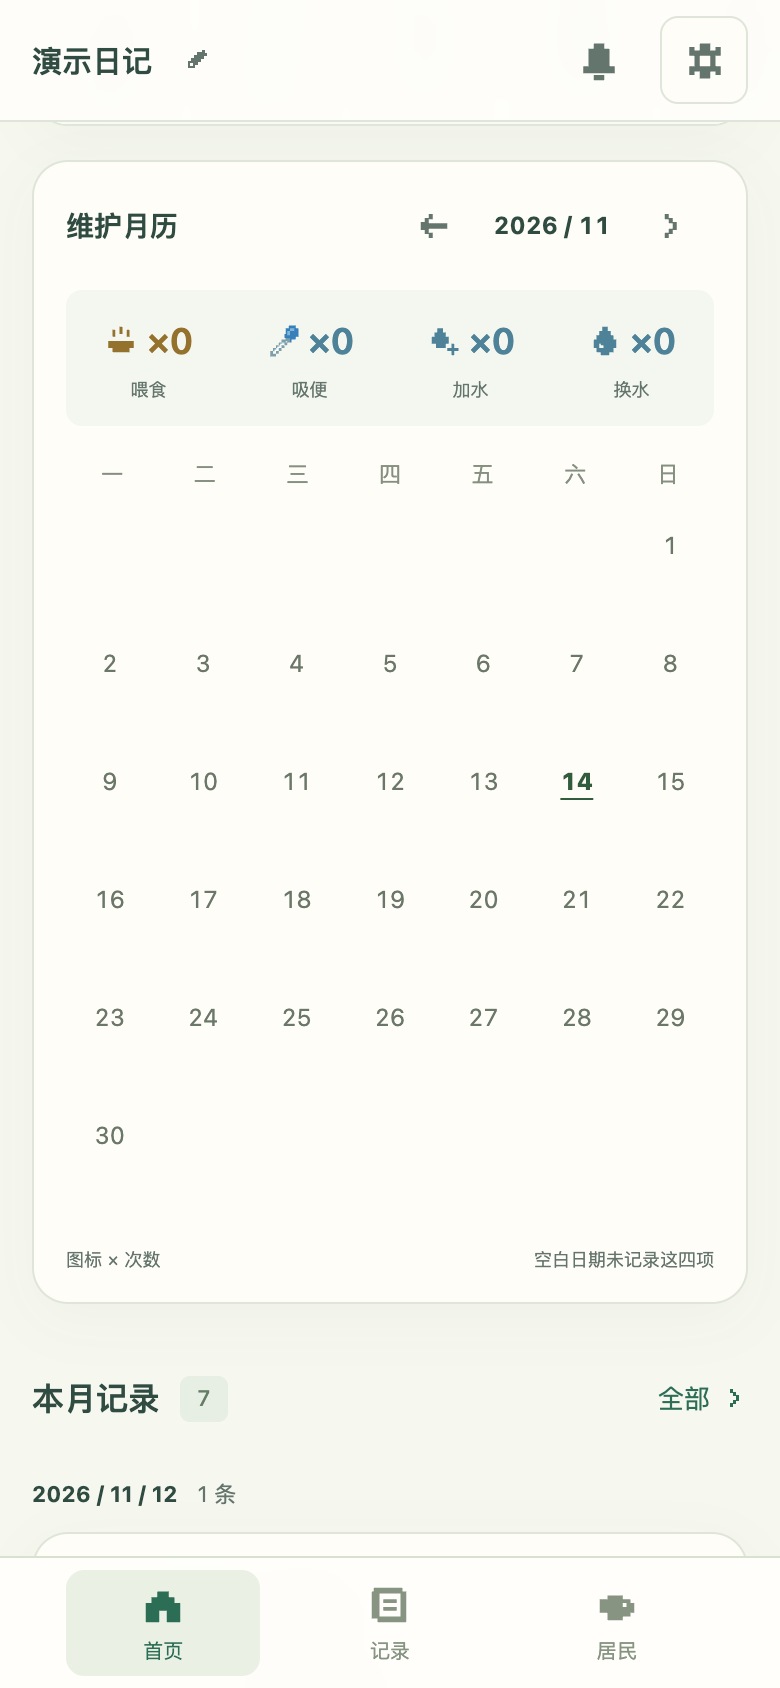 演示日记
维护月历
2026 / 11
×0 ×0 ×0 ×0
喂食 吸便 加水 换水
一 二 三 四 五 六 日
1
2 3 4 5 6 7 8
9 10 11 12 13 14 15
16 17 18 19 20 21 22
23 24 25 26 27 28 29
30
图标 × 次数 空白日期未记录这四项
本月记录 7 全部
2026 / 11 / 12 1 条
首页 记录 居民